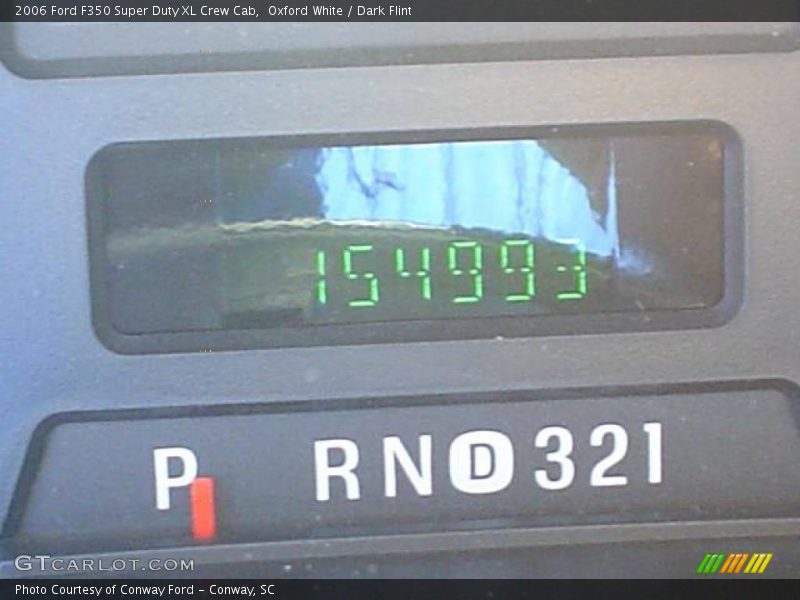 2006 Ford F350 Super Duty XL Crew Cab, Oxford White / Dark Flint
154993
P RND321
GTCARLOT.COM
Photo Courtesy of Conway Ford - Conway, SC